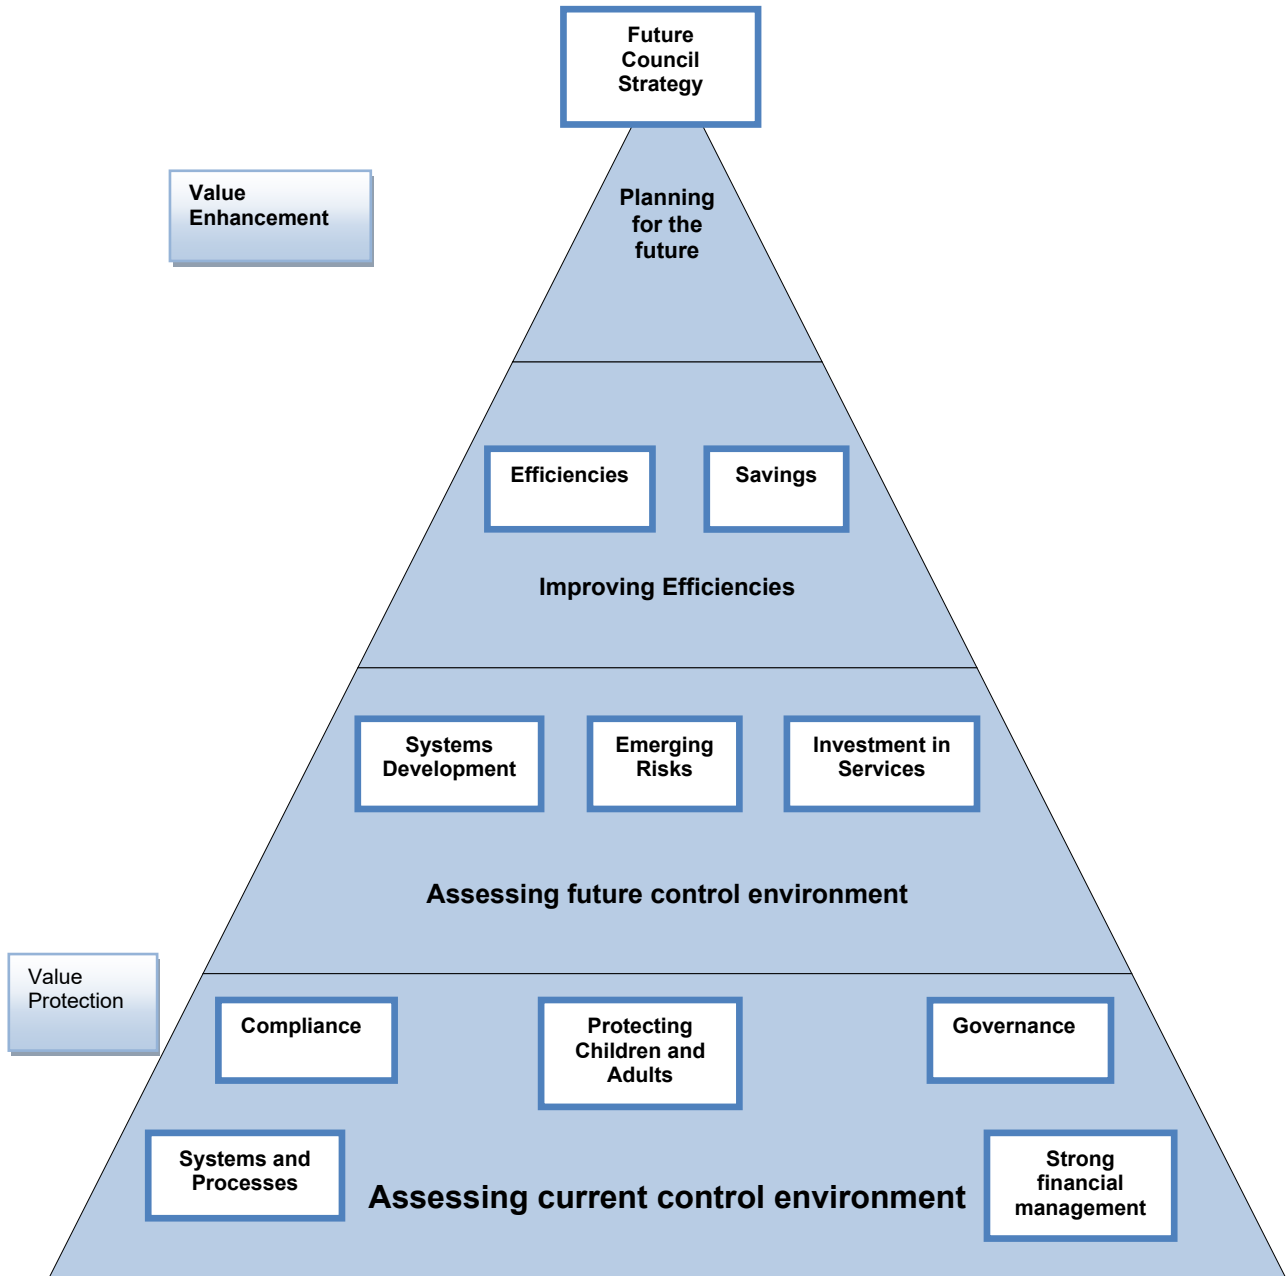 Future
Council
Strategy
Value
Enhancement
Planning
for the
future
Efficiencies
Savings
Improving Efficiencies
Systems
Development
Emerging
Risks
Investment in
Services
Assessing future control environment
Value
Protection
Compliance
Protecting
Children and
Adults
Governance
Systems and
Processes
Strong
financial
management
Assessing current control environment